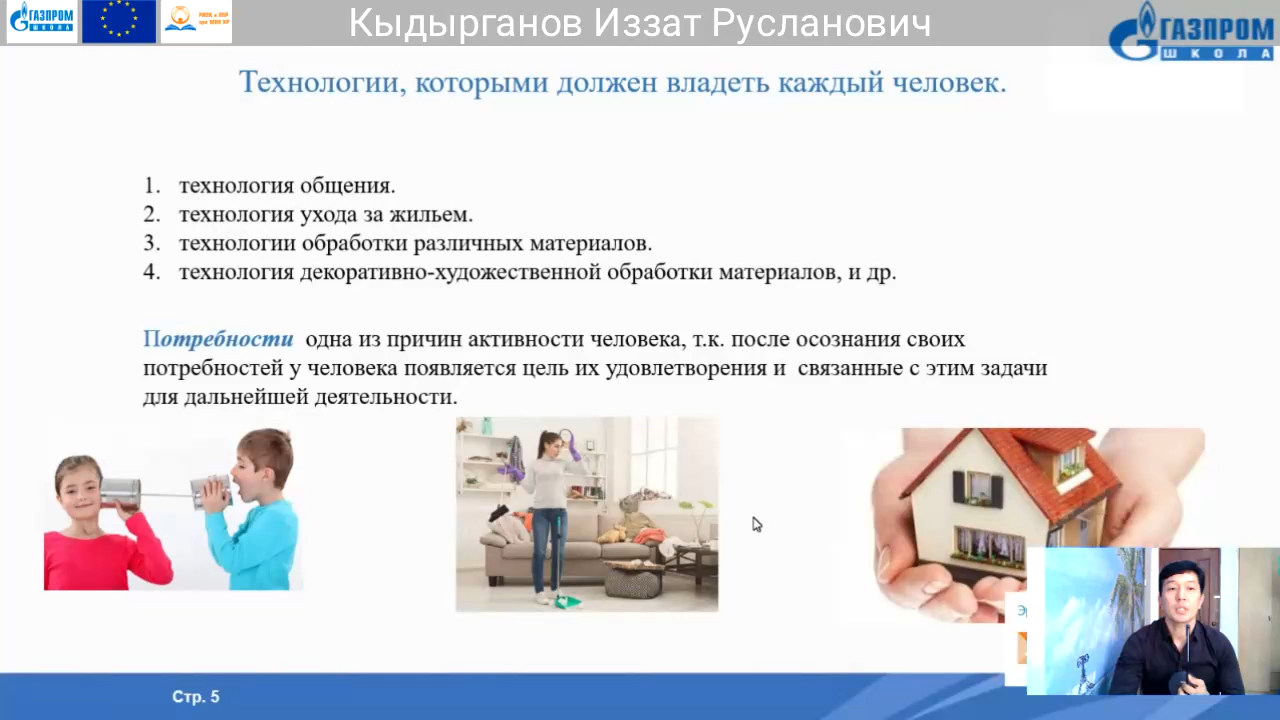 ГАЗПРОМ
ШКОЛА
Кыдырганов Иззат Русланович
ГАЗПРОМ
ШКОЛА
Технологии, которыми должен владеть каждый человек.
1. технология общения.
2. технология ухода за жильем.
3. технологии обработки различных материалов.
4. технология декоративно-художественной обработки материалов, и др.
Потребности одна из причин активности человека, т.к. после осознания своих
потребностей у человека появляется цель их удовлетворения и связанные с этим задачи
для дальнейшей деятельности.
Стр. 5